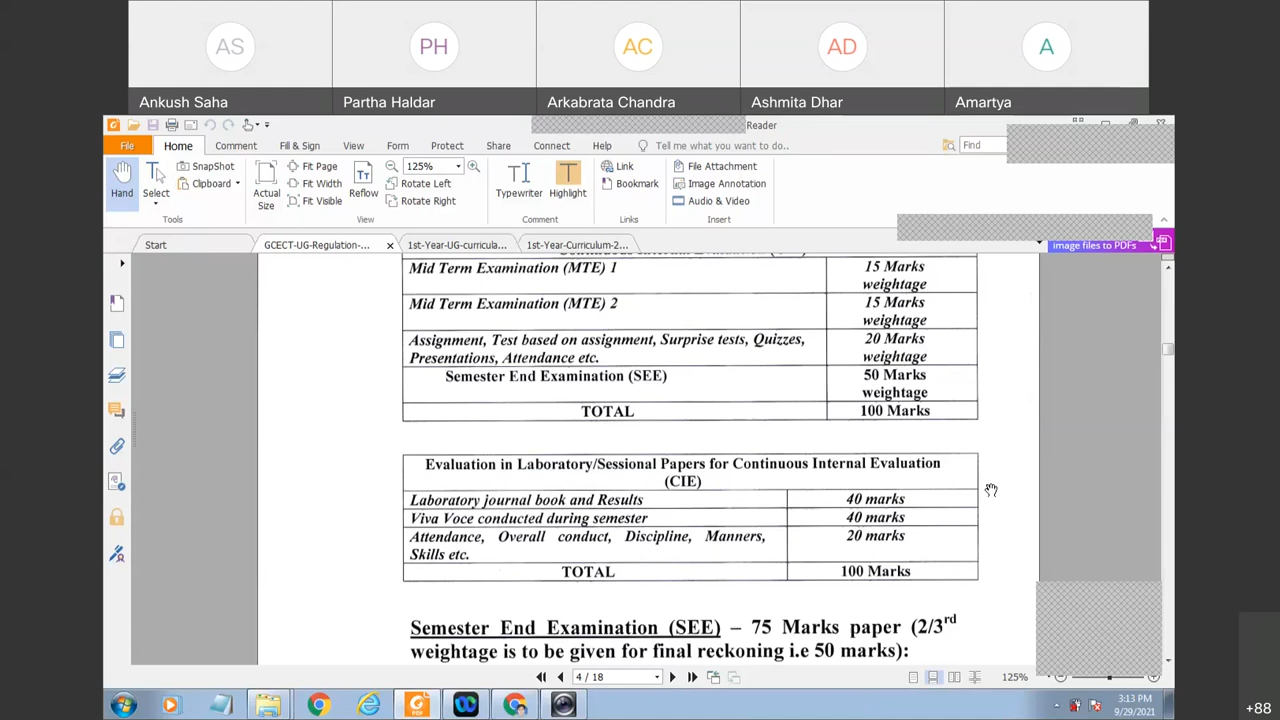 AS PH AC AD A
Ankush Saha Partha Haldar Arkabrata Chandra Ashmita Dhar Amartya
Reader
File Home Comment Fill & Sign View Form Protect Share Connect Help Tell me what you want to do.. Find
SnapShot Fit Page 125% Link File Attachment
Hand Select Clipboard Actual Size Fit Width Reflow Rotate Left Typewriter Highlight Bookmark Image Annotation
Fit Visible Rotate Right Audio & Video
Tools View Comment Links Insert
Start GCECT-UG-Regulation-... 1st-Year-UG-curricula... 1st-Year-Curriculum-2... image files to PDFs
Mid Term Examination (MTE) 1 15 Marks
weightage
Mid Term Examination (MTE) 2 15 Marks
weightage
Assignment, Test based on assignment, Surprise tests, Quizzes, 20 Marks
Presentations, Attendance etc. weightage
Semester End Examination (SEE) 50 Marks
weightage
TOTAL 100 Marks
Evaluation in Laboratory/Sessional Papers for Continuous Internal Evaluation
(CIE)
Laboratory journal book and Results 40 marks
Viva Voce conducted during semester 40 marks
Attendance, Overall conduct, Discipline, Manners, 20 marks
Skills etc.
TOTAL 100 Marks
Semester End Examination (SEE) – 75 Marks paper (2/3rd
weightage is to be given for final reckoning i.e 50 marks):
4 / 18 125%
3:13 PM
9/29/2021
+88